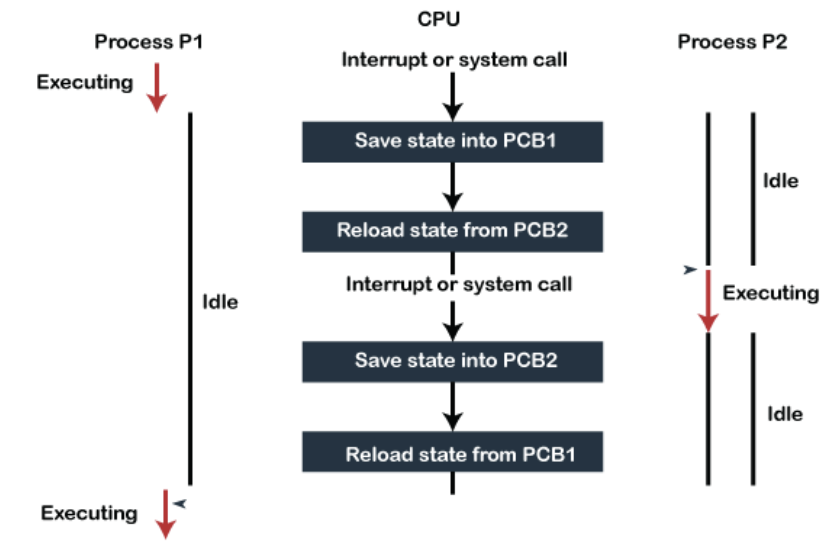 CPU
Process P1
Process P2
Interrupt or system call
Executing
Save state into PCB1
Idle
Reload state from PCB2
Interrupt or system call
Executing
Idle
Save state into PCB2
Idle
Reload state from PCB1
Executing